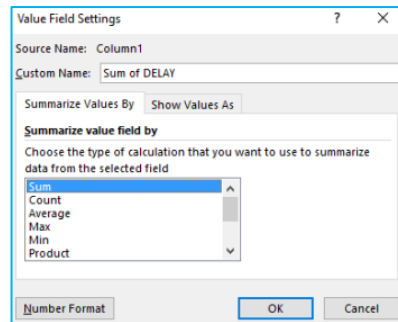 Value Field Settings ? ×
Source Name: Column1
Custom Name: Sum of DELAY
Summarize Values By Show Values As
Summarize value field by
Choose the type of calculation that you want to use to summarize
data from the selected field
Sum
Count
Average
Max
Min
Product
Number Format OK Cancel